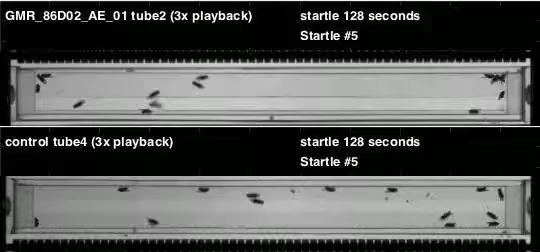 GMR_86D02_AE_01 tube2 (3x playback)
startle 128 seconds
Startle #5
control tube4 (3x playback)
startle 128 seconds
Startle #5